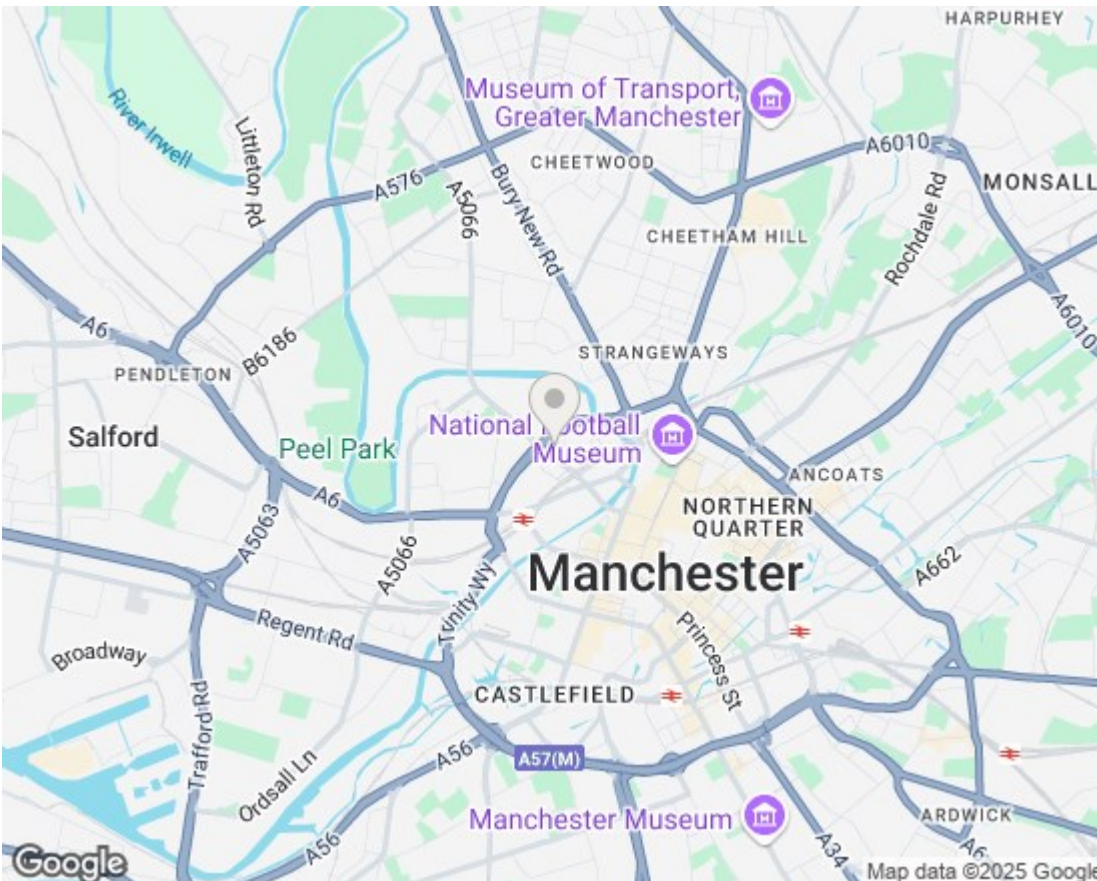 HARPURHEY
Museum of Transport,
Greater Manchester
River Irwell
Littleton Rd
CHEETWOOD
A6010
A576
A5066
Bury New Rd
MONSALL
Rochdale Rd
CHEETHAM HILL
A6
B6186
A6010
STRANGEWAYS
PENDLETON
Salford
National Football
Museum
Peel Park
ANCOATS
A6
NORTHERN
QUARTER
A5063
A5066
Manchester
A662
Trinity Wy
Regent Rd
Princess St
Broadway
CASTLEFIELD
Trafford Rd
A56
A57(M)
Ordsall Ln
Manchester Museum
ARDWICK
A56
A34
A6
Google
Map data ©2025 Google